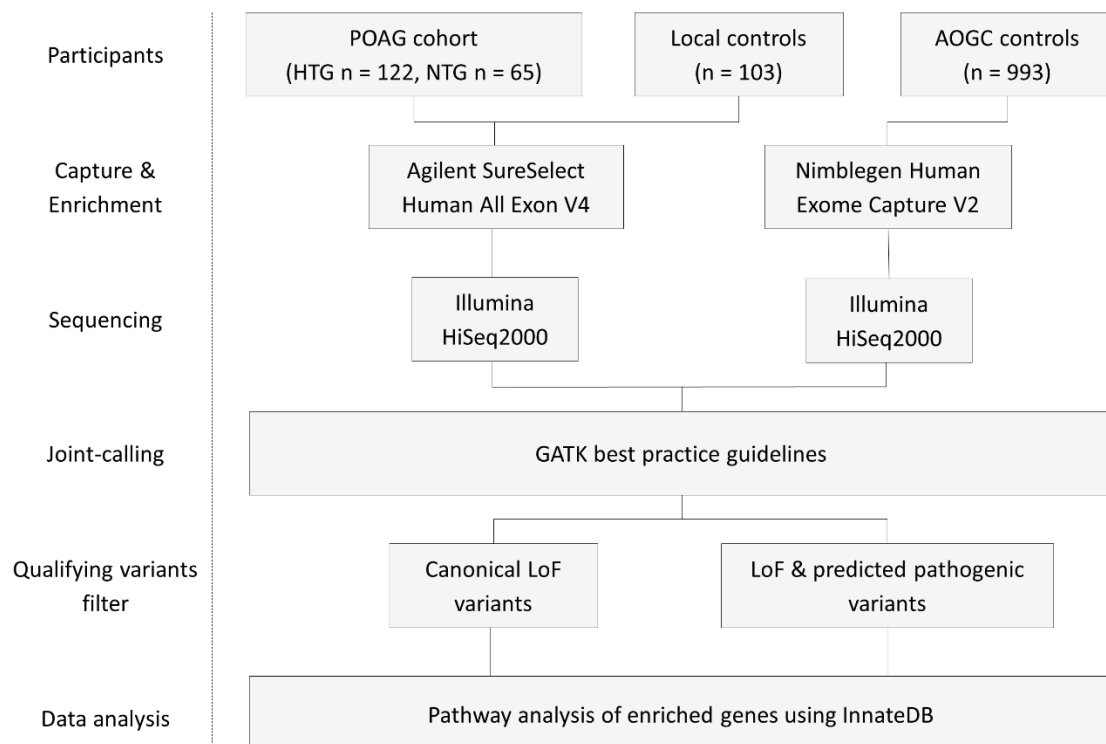 Participants
POAG cohort
(HTG n = 122, NTG n = 65)
Local controls
(n = 103)
AOGC controls
(n = 993)
Capture &
Enrichment
Agilent SureSelect
Human All Exon V4
Nimblegen Human
Exome Capture V2
Sequencing
Illumina
HiSeq2000
Illumina
HiSeq2000
Joint-calling
GATK best practice guidelines
Qualifying variants
filter
Canonical LoF
variants
LoF & predicted pathogenic
variants
Data analysis
Pathway analysis of enriched genes using InnateDB